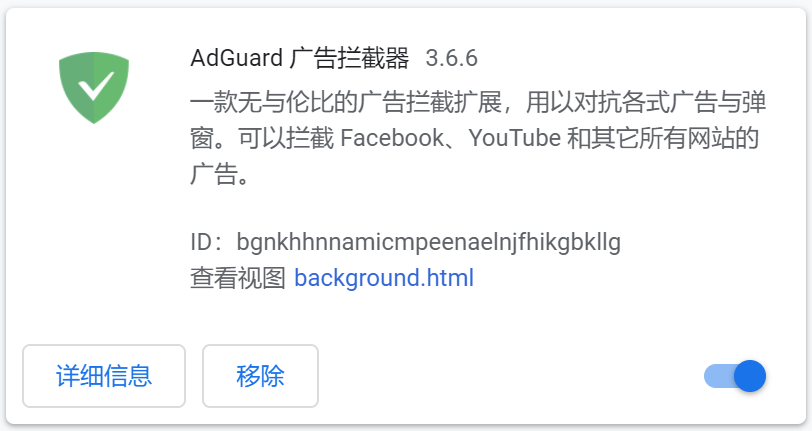 AdGuard 广告拦截器 3.6.6
一款无与伦比的广告拦截扩展，用以对抗各式广告与弹
窗。可以拦截 Facebook、YouTube 和其它所有网站的
广告。
ID：bgnkhhnnamicmpeenaelnjfhikgbkllg
查看视图 background.html
详细信息 移除